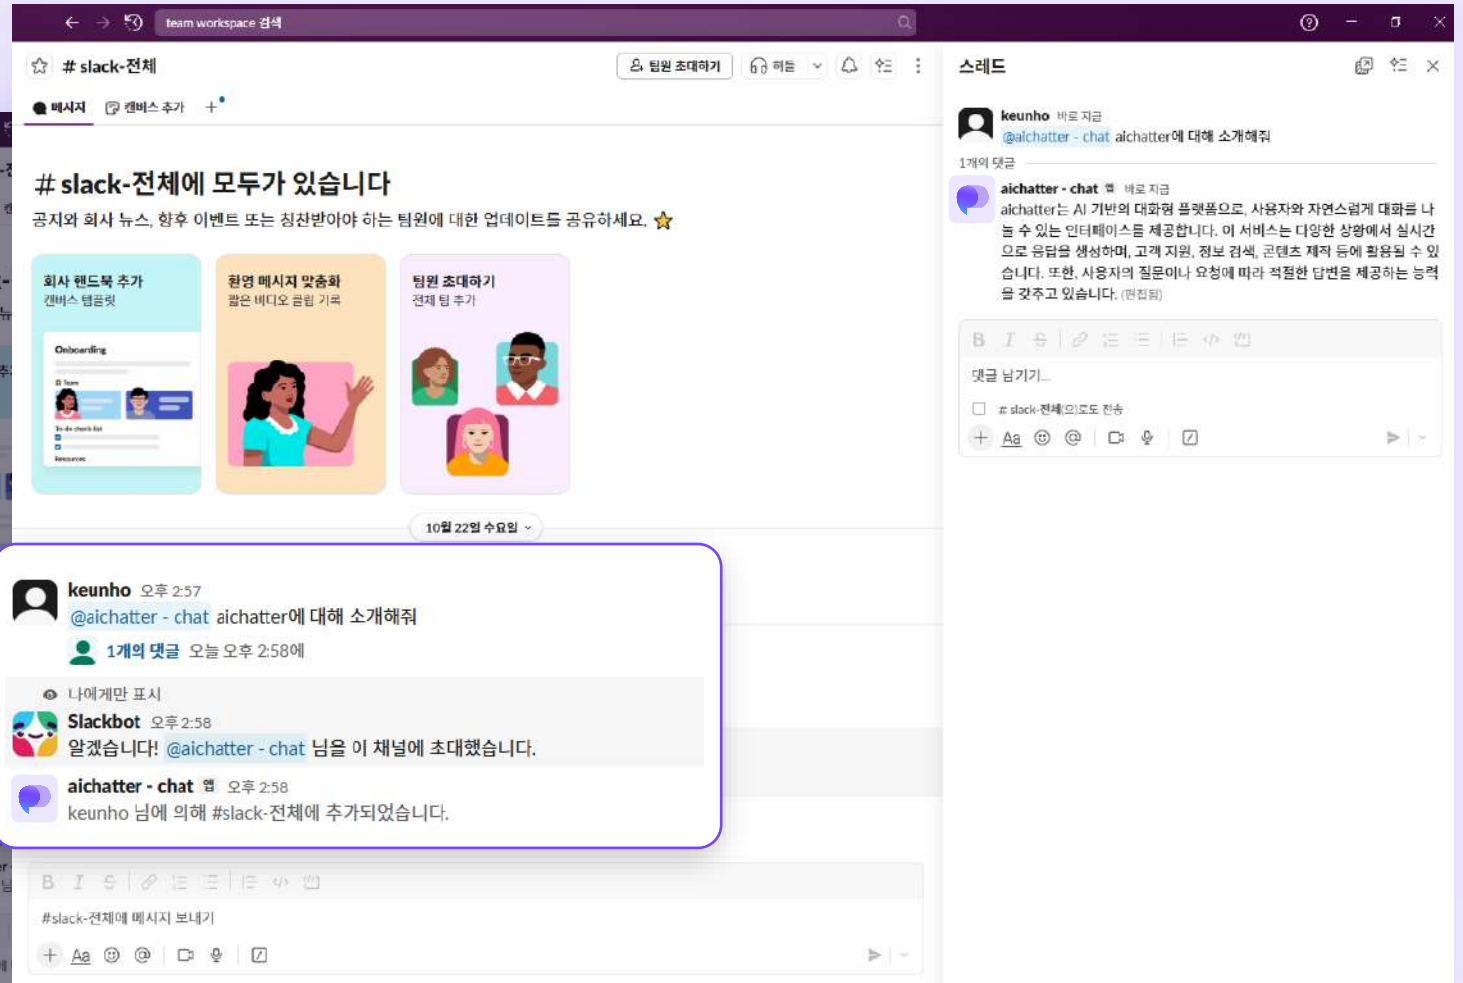 team workspace 검색
# slack-전체
팀원 초대하기
허들
메시지
캔버스 추가
# slack-전체에 모두가 있습니다
공지와 회사 뉴스, 향후 이벤트 또는 칭찬받아야 하는 팀원에 대한 업데이트를 공유하세요. ⭐
회사 핸드북 추가
캔버스 템플릿
Onboarding
Team
To-do check list
Resources
환영 메시지 맞춤화
짧은 비디오 클립 기록
팀원 초대하기
전체 팀 추가
10월 22일 수요일
keunho 오후 2:57
@aichatter - chat aichatter에 대해 소개해줘
1개의 댓글 오늘 오후 2:58에
나에게만 표시
Slackbot 오후 2:58
알겠습니다! @aichatter - chat 님을 이 채널에 초대했습니다.
aichatter - chat 앱 오후 2:58
keunho 님에 의해 #slack-전체에 추가되었습니다.
B I S
#slack-전체에 메시지 보내기
Aa
스레드
keunho 바로 지금
@aichatter - chat aichatter에 대해 소개해줘
1개의 댓글
aichatter - chat 앱 바로 지금
aichatter는 AI 기반의 대화형 플랫폼으로, 사용자와 자연스럽게 대화를 나
눌 수 있는 인터페이스를 제공합니다. 이 서비스는 다양한 상황에서 실시간
으로 응답을 생성하며, 고객 지원, 정보 검색, 콘텐츠 제작 등에 활용될 수 있
습니다. 또한, 사용자의 질문이나 요청에 따라 적절한 답변을 제공하는 능력
을 갖추고 있습니다. (편집됨)
B I S
댓글 남기기...
# slack-전체(으)로도 전송
Aa